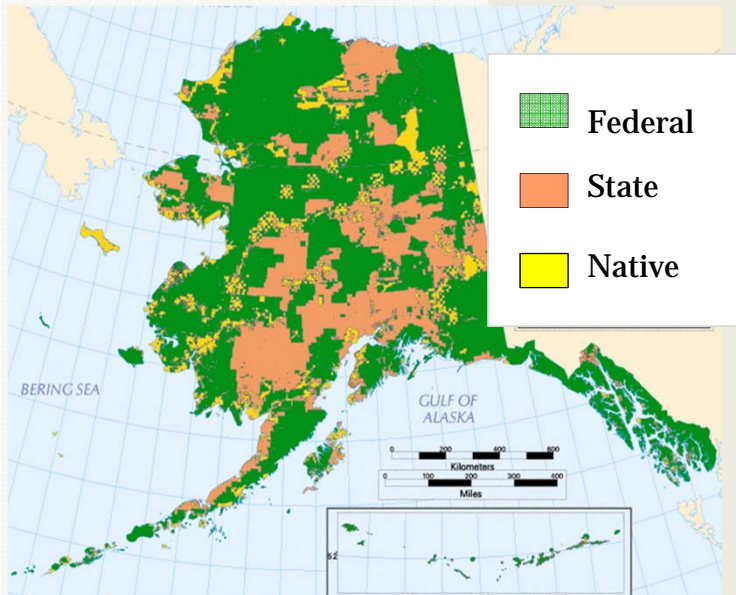 Federal
State
Native
BERING SEA
GULF OF
ALASKA
0 200 400 600
Kilometers
0 100 200 300 400
Miles
52